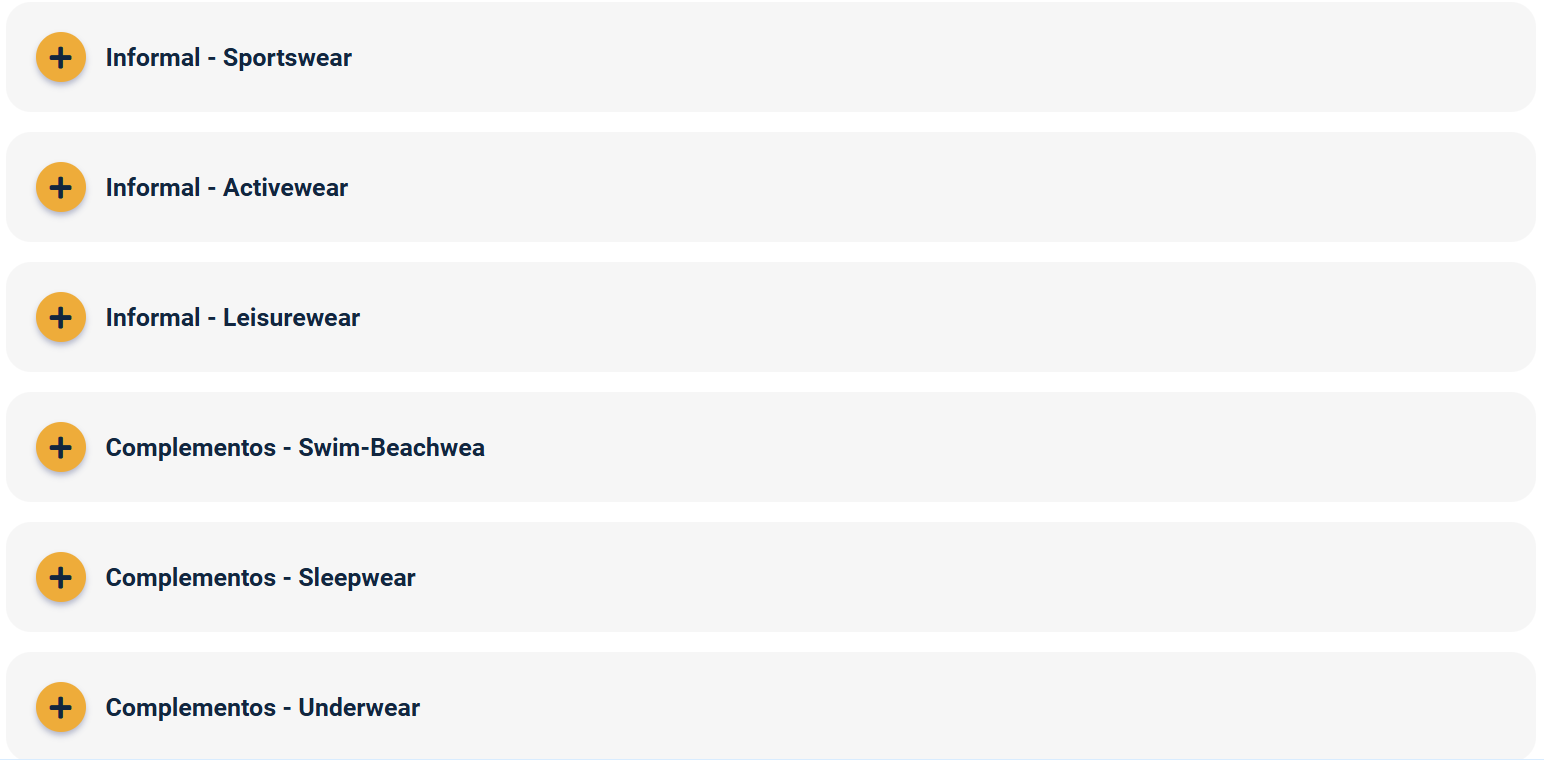 Informal - Sportswear
Informal - Activewear
Informal - Leisurewear
Complementos - Swim-Beachwea
Complementos - Sleepwear
Complementos - Underwear